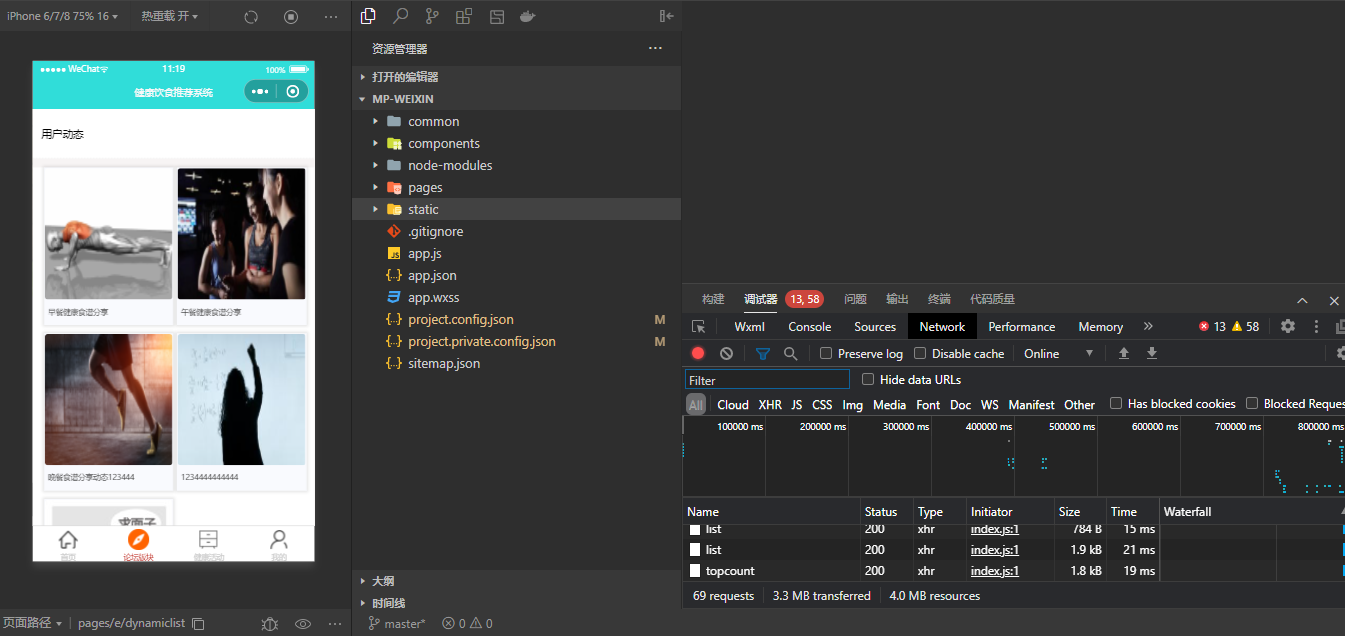 iPhone 6/7/8 75% 16
热重载 开
WeChat
11:19
100%
健康饮食推荐系统
用户动态
早餐健康食谱分享
午餐健康食谱分享
晚餐食谱分享动态123444
1234444444444
求面子
首页
论坛版块
健康活动
我的
页面路径
pages/e/dynamiclist
资源管理器
打开的编辑器
MP-WEIXIN
common
components
node-modules
pages
static
.gitignore
app.js
app.json
app.wxss
project.config.json M
project.private.config.json M
sitemap.json
大纲
时间线
master* 0 0
构建 调试器 13, 58 问题 输出 终端 代码质量
Wxml Console Sources Network Performance Memory 13 58
Preserve log Disable cache Online
Filter Hide data URLs
All Cloud XHR JS CSS Img Media Font Doc WS Manifest Other Has blocked cookies Blocked Reques
100000 ms 200000 ms 300000 ms 400000 ms 500000 ms 600000 ms 700000 ms 800000 ms
Name Status Type Initiator Size Time Waterfall
list 200 xhr index.js:1 784 B 15 ms
list 200 xhr index.js:1 1.9 kB 21 ms
topcount 200 xhr index.js:1 1.8 kB 19 ms
69 requests 3.3 MB transferred 4.0 MB resources